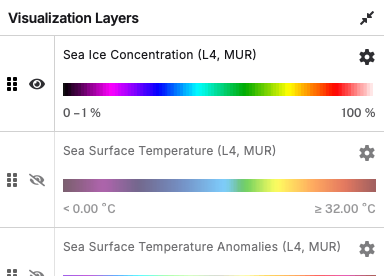 Visualization Layers
Sea Ice Concentration (L4, MUR)
0 – 1 % 100 %
Sea Surface Temperature (L4, MUR)
< 0.00 °C ≥ 32.00 °C
Sea Surface Temperature Anomalies (L4, MUR)